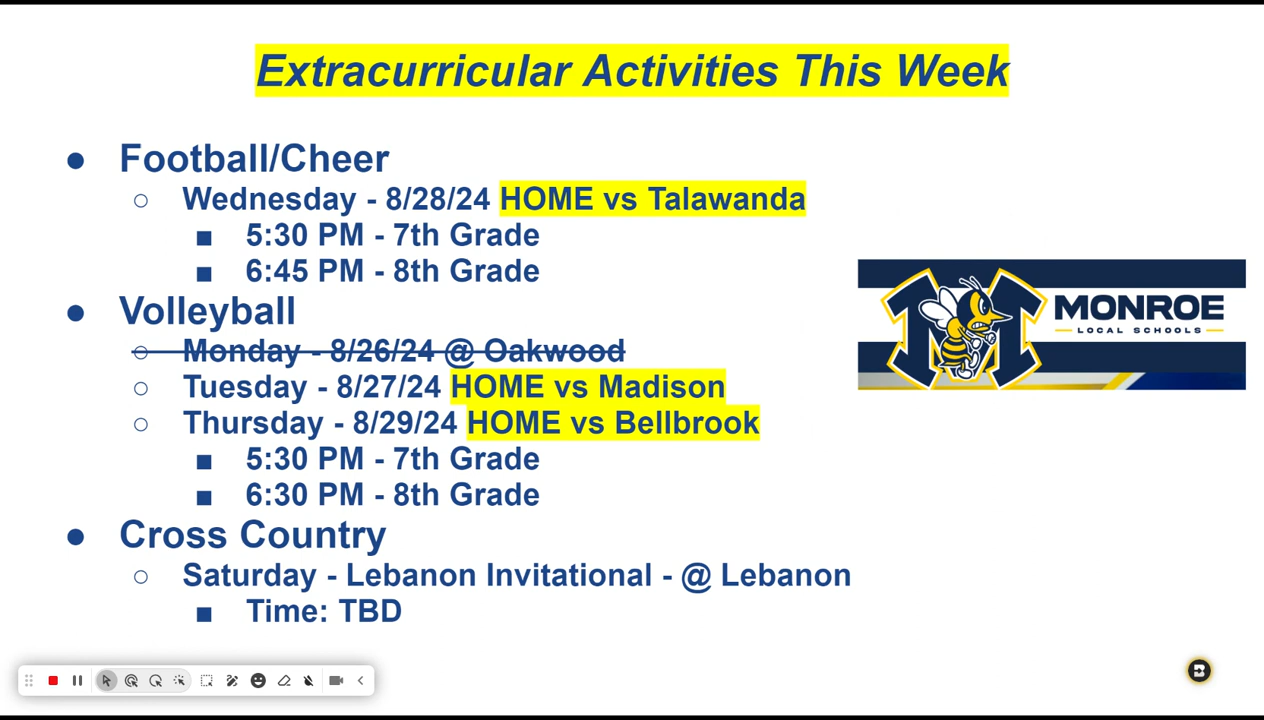 Extracurricular Activities This Week
● Football/Cheer
○ Wednesday - 8/28/24 HOME vs Talawanda
■ 5:30 PM - 7th Grade
■ 6:45 PM - 8th Grade
● Volleyball
○ Monday - 8/26/24 @ Oakwood
○ Tuesday - 8/27/24 HOME vs Madison
○ Thursday - 8/29/24 HOME vs Bellbrook
■ 5:30 PM - 7th Grade
■ 6:30 PM - 8th Grade
● Cross Country
○ Saturday - Lebanon Invitational - @ Lebanon
■ Time: TBD
M MONROE
LOCAL SCHOOLS